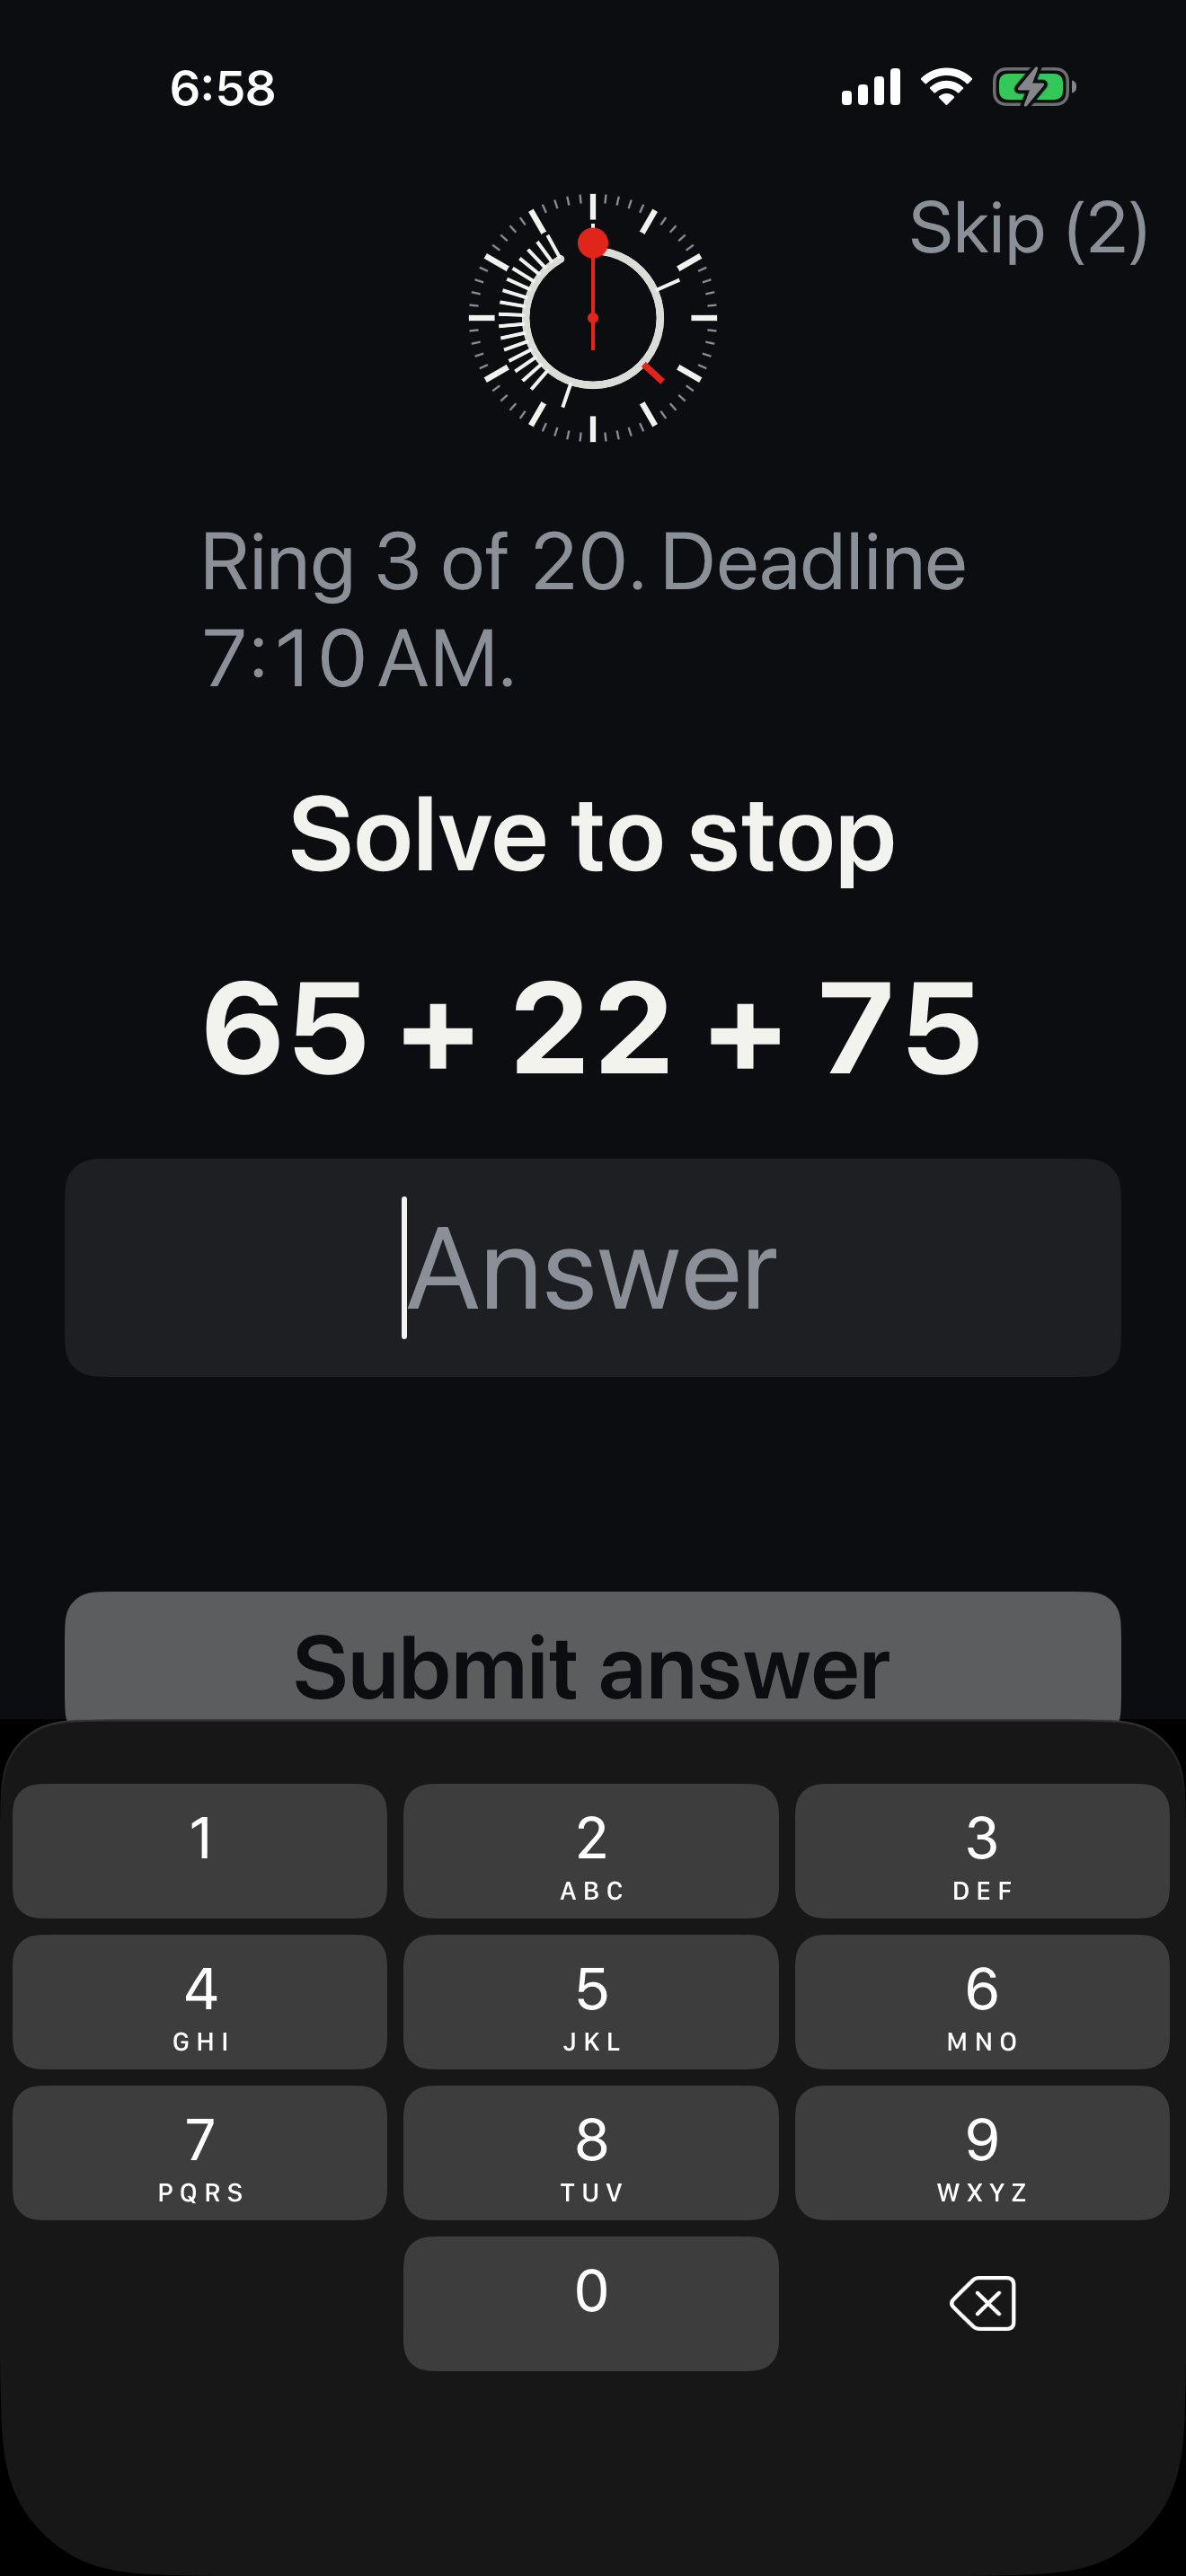 6:58
Skip (2)
Ring 3 of 20. Deadline
7:10 AM.
Solve to stop
65 + 22 + 75
Answer
Submit answer
1
2
ABC
3
DEF
4
GHI
5
JKL
6
MNO
7
PQRS
8
TUV
9
WXYZ
0